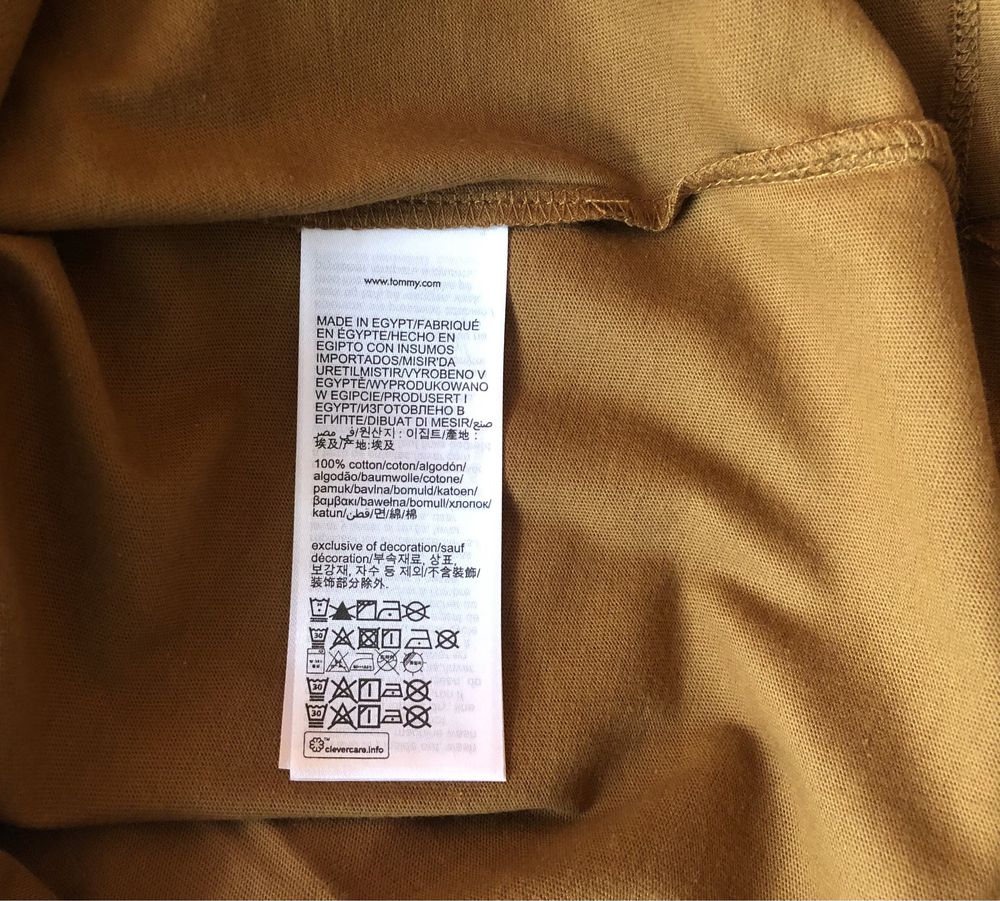 www.tommy.com
MADE IN EGYPT/FABRIQUÉ
EN ÉGYPTE/HECHO EN
EGIPTO CON INSUMOS
IMPORTADOS/MISIR'DA
URETILMISTIR/VYROBENO V
EGYPTĚ/WYPRODUKOWANO
W EGIPCIE/PRODUSERT I
EGYPT/ИЗГОТОВЛЕНО В
ЕГИПТЕ/DIBUAT DI MESIR/صنع
في مصر/원산지 : 이집트/產地 :
埃及/产地:埃及
100% cotton/coton/algodón/
algodão/baumwolle/cotone/
pamuk/bavlna/bomuld/katoen/
βαμβακι/bawełna/bomull/хлопок/
katun/قطن/면/綿/棉
exclusive of decoration/sauf
décoration/부속재료, 상표,
보강재, 자수 등 제외/不含裝飾/
装饰部分除外.
30
30
30
clevercare.info